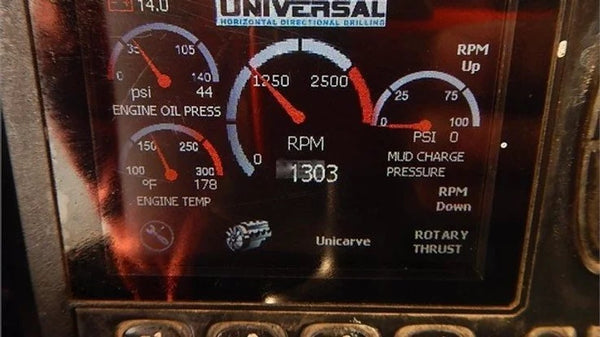 14.0
UNIVERSAL
HORIZONTAL DIRECTIONAL DRILLING
0
35
105
140
psi 44
ENGINE OIL PRESS
100
150
250
300
°F 178
ENGINE TEMP
0
1250
2500
RPM
1303
RPM
Up
0
25
75
100
PSI 0
MUD CHARGE
PRESSURE
RPM
Down
Unicarve
ROTARY
THRUST